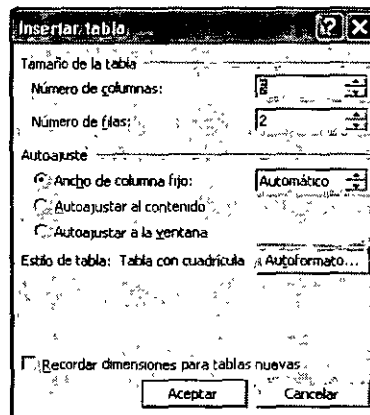 Insertar tabla
Tamaño de la tabla
Número de columnas:
Número de filas: 2
Autoajuste
Ancho de columna fijo: Automático
Autoajustar al contenido
Autoajustar a la ventana
Estilo de tabla: Tabla con cuadrícula Autoformato...
Recordar dimensiones para tablas nuevas
Aceptar Cancelar